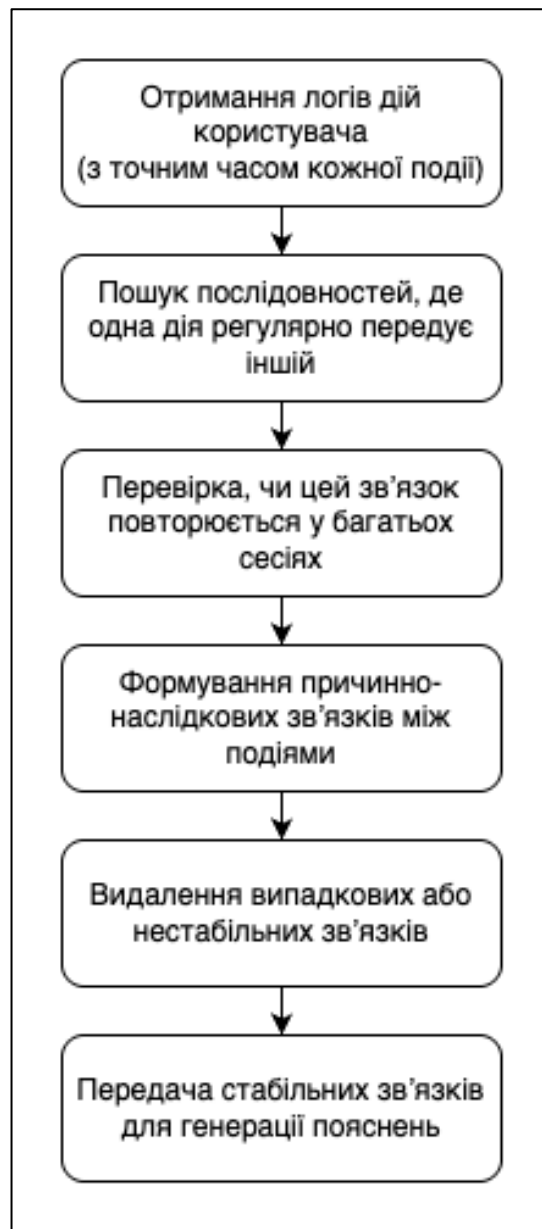 Отримання логів дій
користувача
(з точним часом кожної події)
Пошук послідовностей, де
одна дія регулярно передує
іншій
Перевірка, чи цей зв’язок
повторюється у багатьох
сесіях
Формування причинно-
наслідкових зв’язків між
подіями
Видалення випадкових або
нестабільних зв’язків
Передача стабільних зв’язків
для генерації пояснень